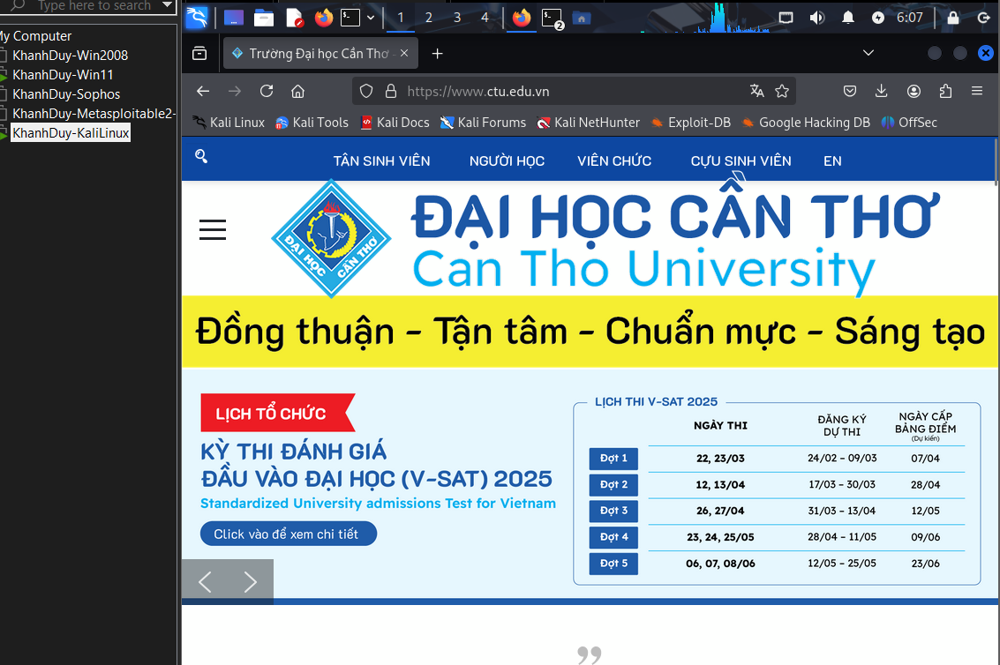 Type here to search
My Computer
KhanhDuy-Win2008
KhanhDuy-Win11
KhanhDuy-Sophos
KhanhDuy-Metasploitable2-
KhanhDuy-KaliLinux
1 2 3 4
2
6:07
Trường Đại học Cần Thơ -
https://www.ctu.edu.vn
Kali Linux Kali Tools Kali Docs Kali Forums Kali NetHunter Exploit-DB Google Hacking DB OffSec
TÂN SINH VIÊN NGƯỜI HỌC VIÊN CHỨC CỰU SINH VIÊN EN
ĐẠI HỌC CẦN THƠ
ĐẠI HỌC CẦN THƠ
Can Tho University
Đồng thuận - Tận tâm - Chuẩn mực - Sáng tạo
LỊCH TỔ CHỨC
KỲ THI ĐÁNH GIÁ
ĐẦU VÀO ĐẠI HỌC (V-SAT) 2025
Standardized University admissions Test for Vietnam
Click vào để xem chi tiết
LỊCH THI V-SAT 2025
NGÀY THI
ĐĂNG KÝ
DỰ THI
NGÀY CẤP
BẢNG ĐIỂM
(Dự kiến)
Đợt 1 22, 23/03 24/02 - 09/03 07/04
Đợt 2 12, 13/04 17/03 - 30/03 28/04
Đợt 3 26, 27/04 31/03 - 13/04 12/05
Đợt 4 23, 24, 25/05 28/04 - 11/05 09/06
Đợt 5 06, 07, 08/06 12/05 - 25/05 23/06
”